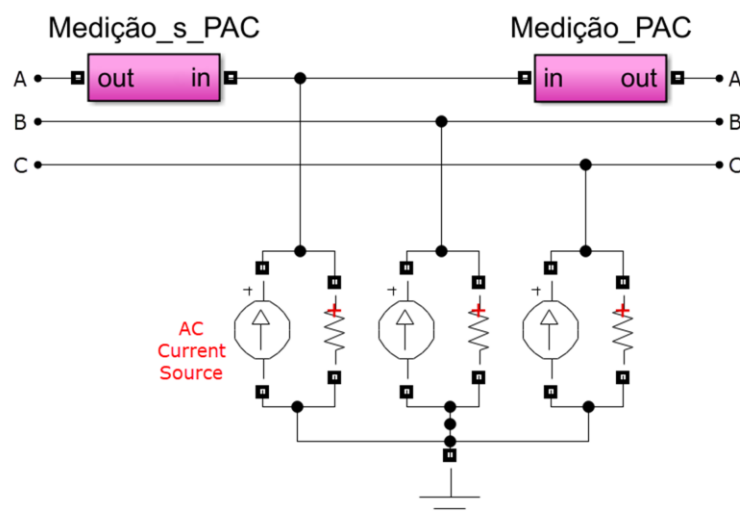 Medição_s_PAC
Medição_PAC
A
out
in
in
out
A
B
B
C
C
AC
Current
Source